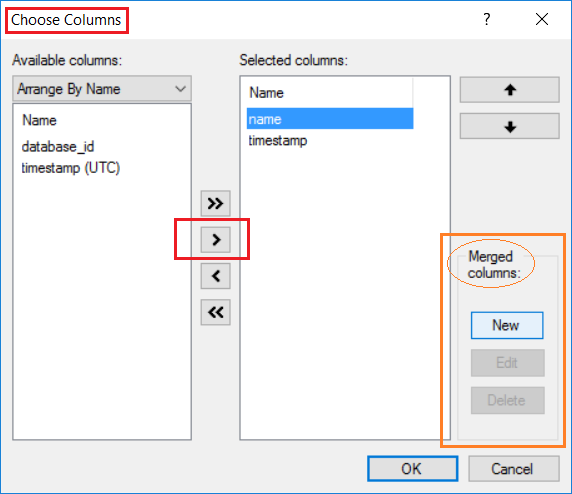 Choose Columns
?
Available columns:
Selected columns:
Arrange By Name
Name
database_id
timestamp (UTC)
>>
>
<
<<
Name
name
timestamp
Merged
columns:
New
Edit
Delete
OK
Cancel